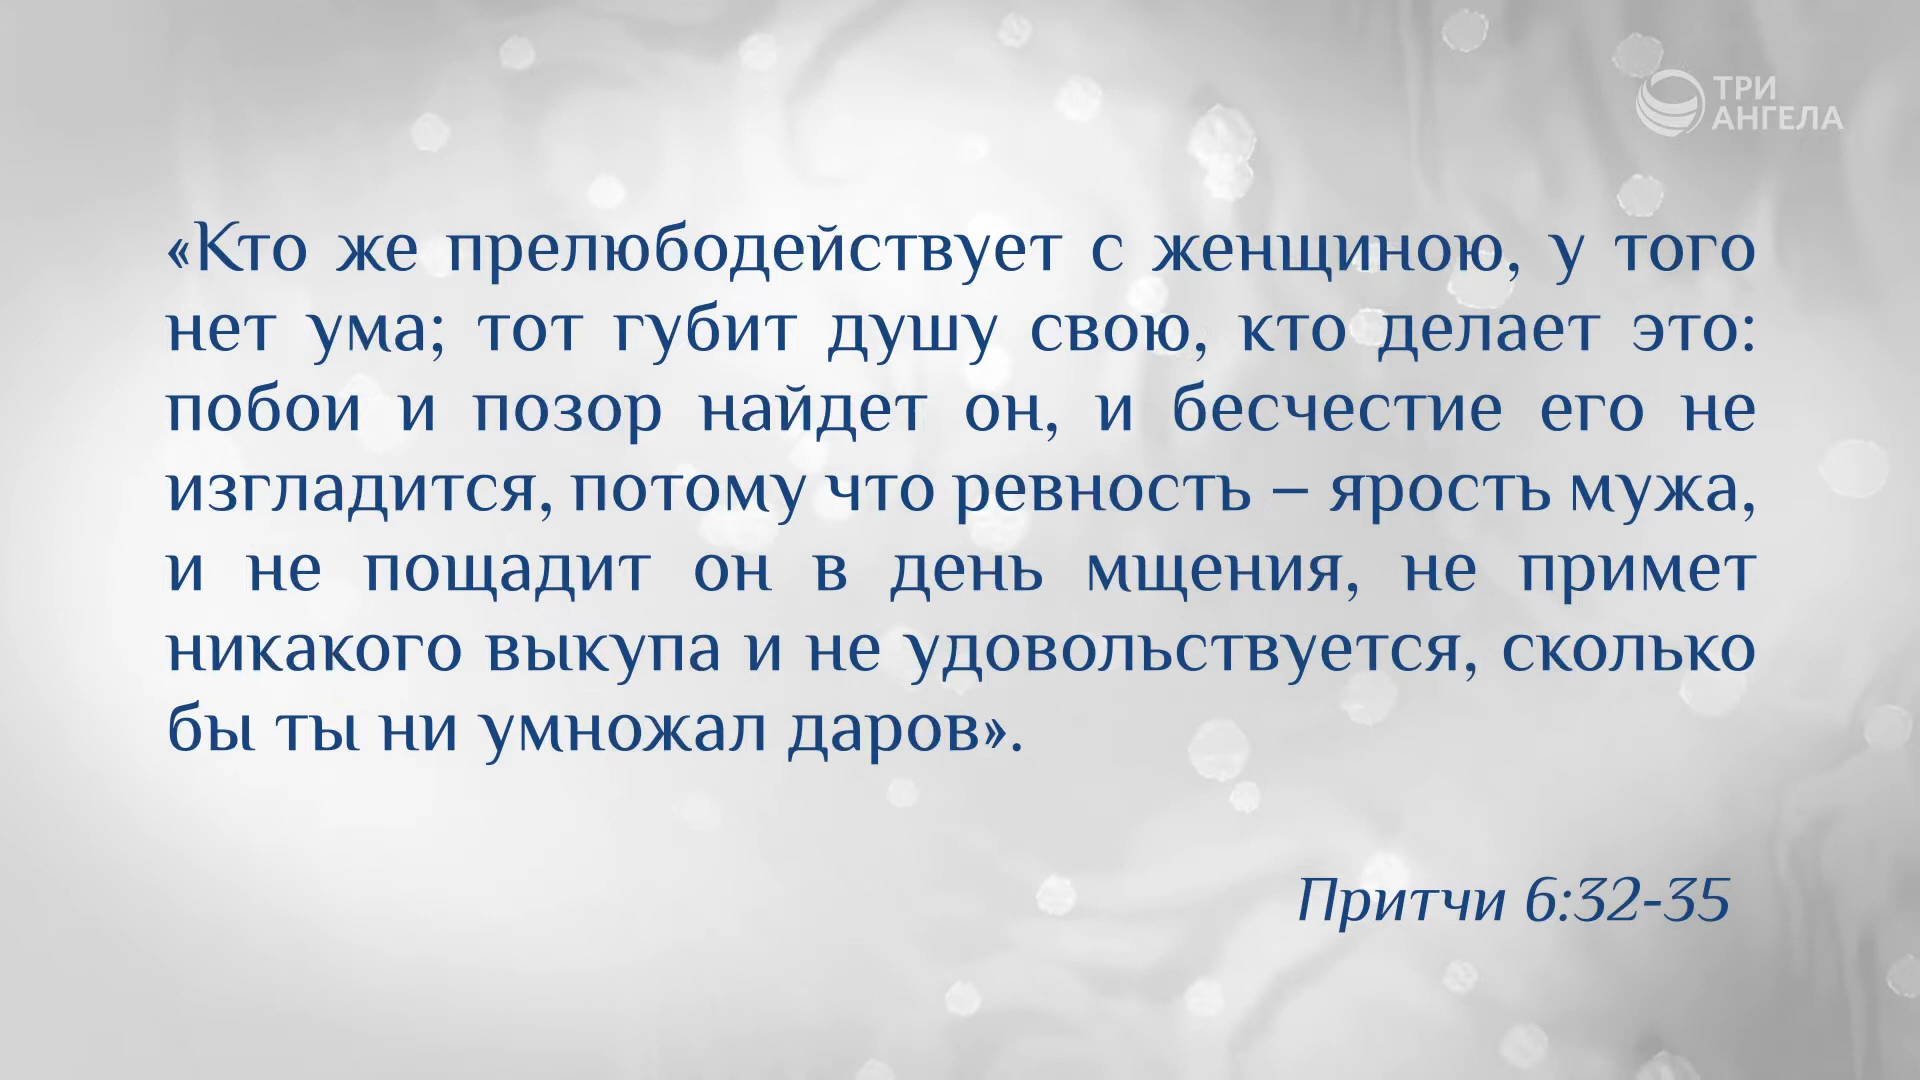 ТРИ
АНГЕЛА
«Кто же прелюбодействует с женщиною, у того
нет ума; тот губит душу свою, кто делает это:
побои и позор найдет он, и бесчестие его не
изгладится, потому что ревность – ярость мужа,
и не пощадит он в день мщения, не примет
никакого выкупа и не удовольствуется, сколько
бы ты ни умножал даров».
Притчи 6:32-35